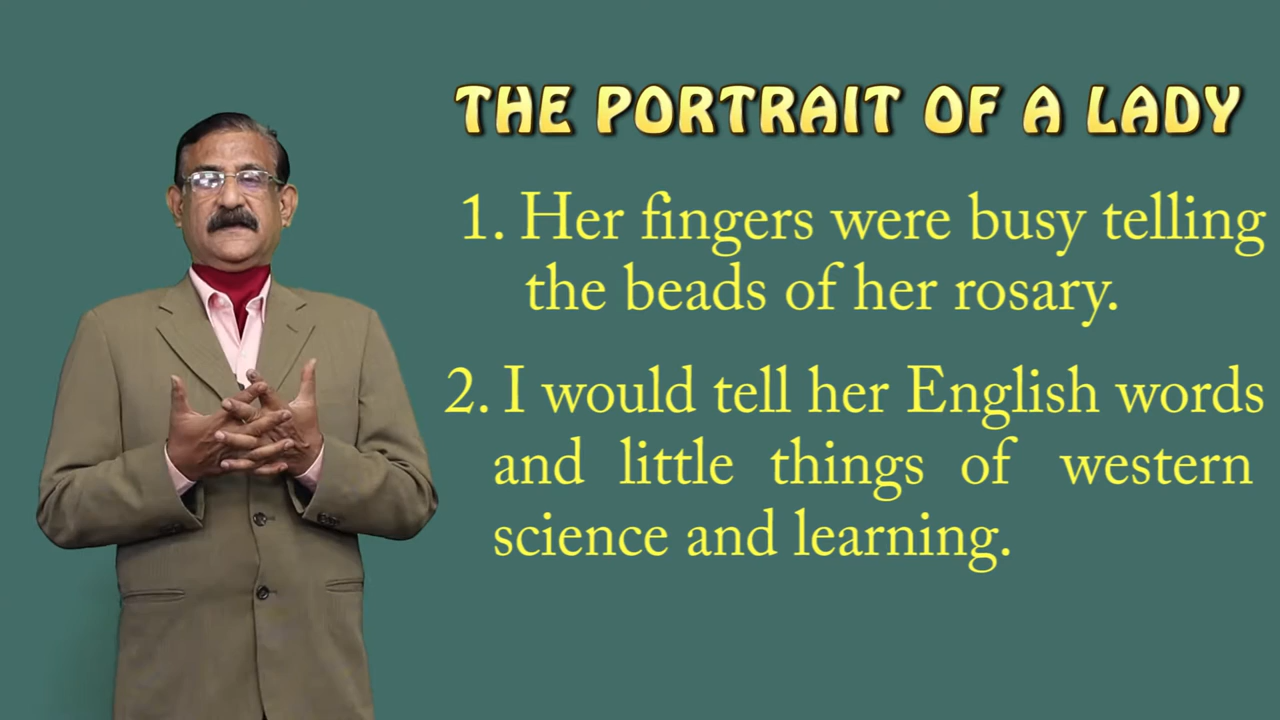 THE PORTRAIT OF A LADY
1. Her fingers were busy telling
the beads of her rosary.
2. I would tell her English words
and little things of western
science and learning.